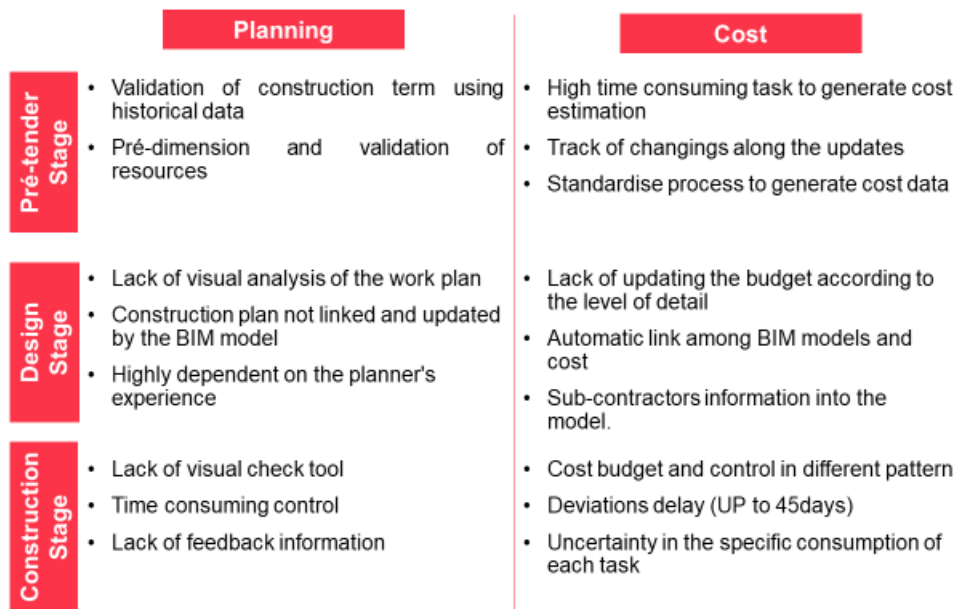 Planning
Cost
Pré-tender
Stage
• Validation of construction term using
historical data
• Pré-dimension and validation of
resources
• High time consuming task to generate cost
estimation
• Track of changings along the updates
• Standardise process to generate cost data
Design
Stage
• Lack of visual analysis of the work plan
• Construction plan not linked and updated
by the BIM model
• Highly dependent on the planner's
experience
• Lack of updating the budget according to
the level of detail
• Automatic link among BIM models and
cost
• Sub-contractors information into the
model.
Construction
Stage
• Lack of visual check tool
• Time consuming control
• Lack of feedback information
• Cost budget and control in different pattern
• Deviations delay (UP to 45days)
• Uncertainty in the specific consumption of
each task